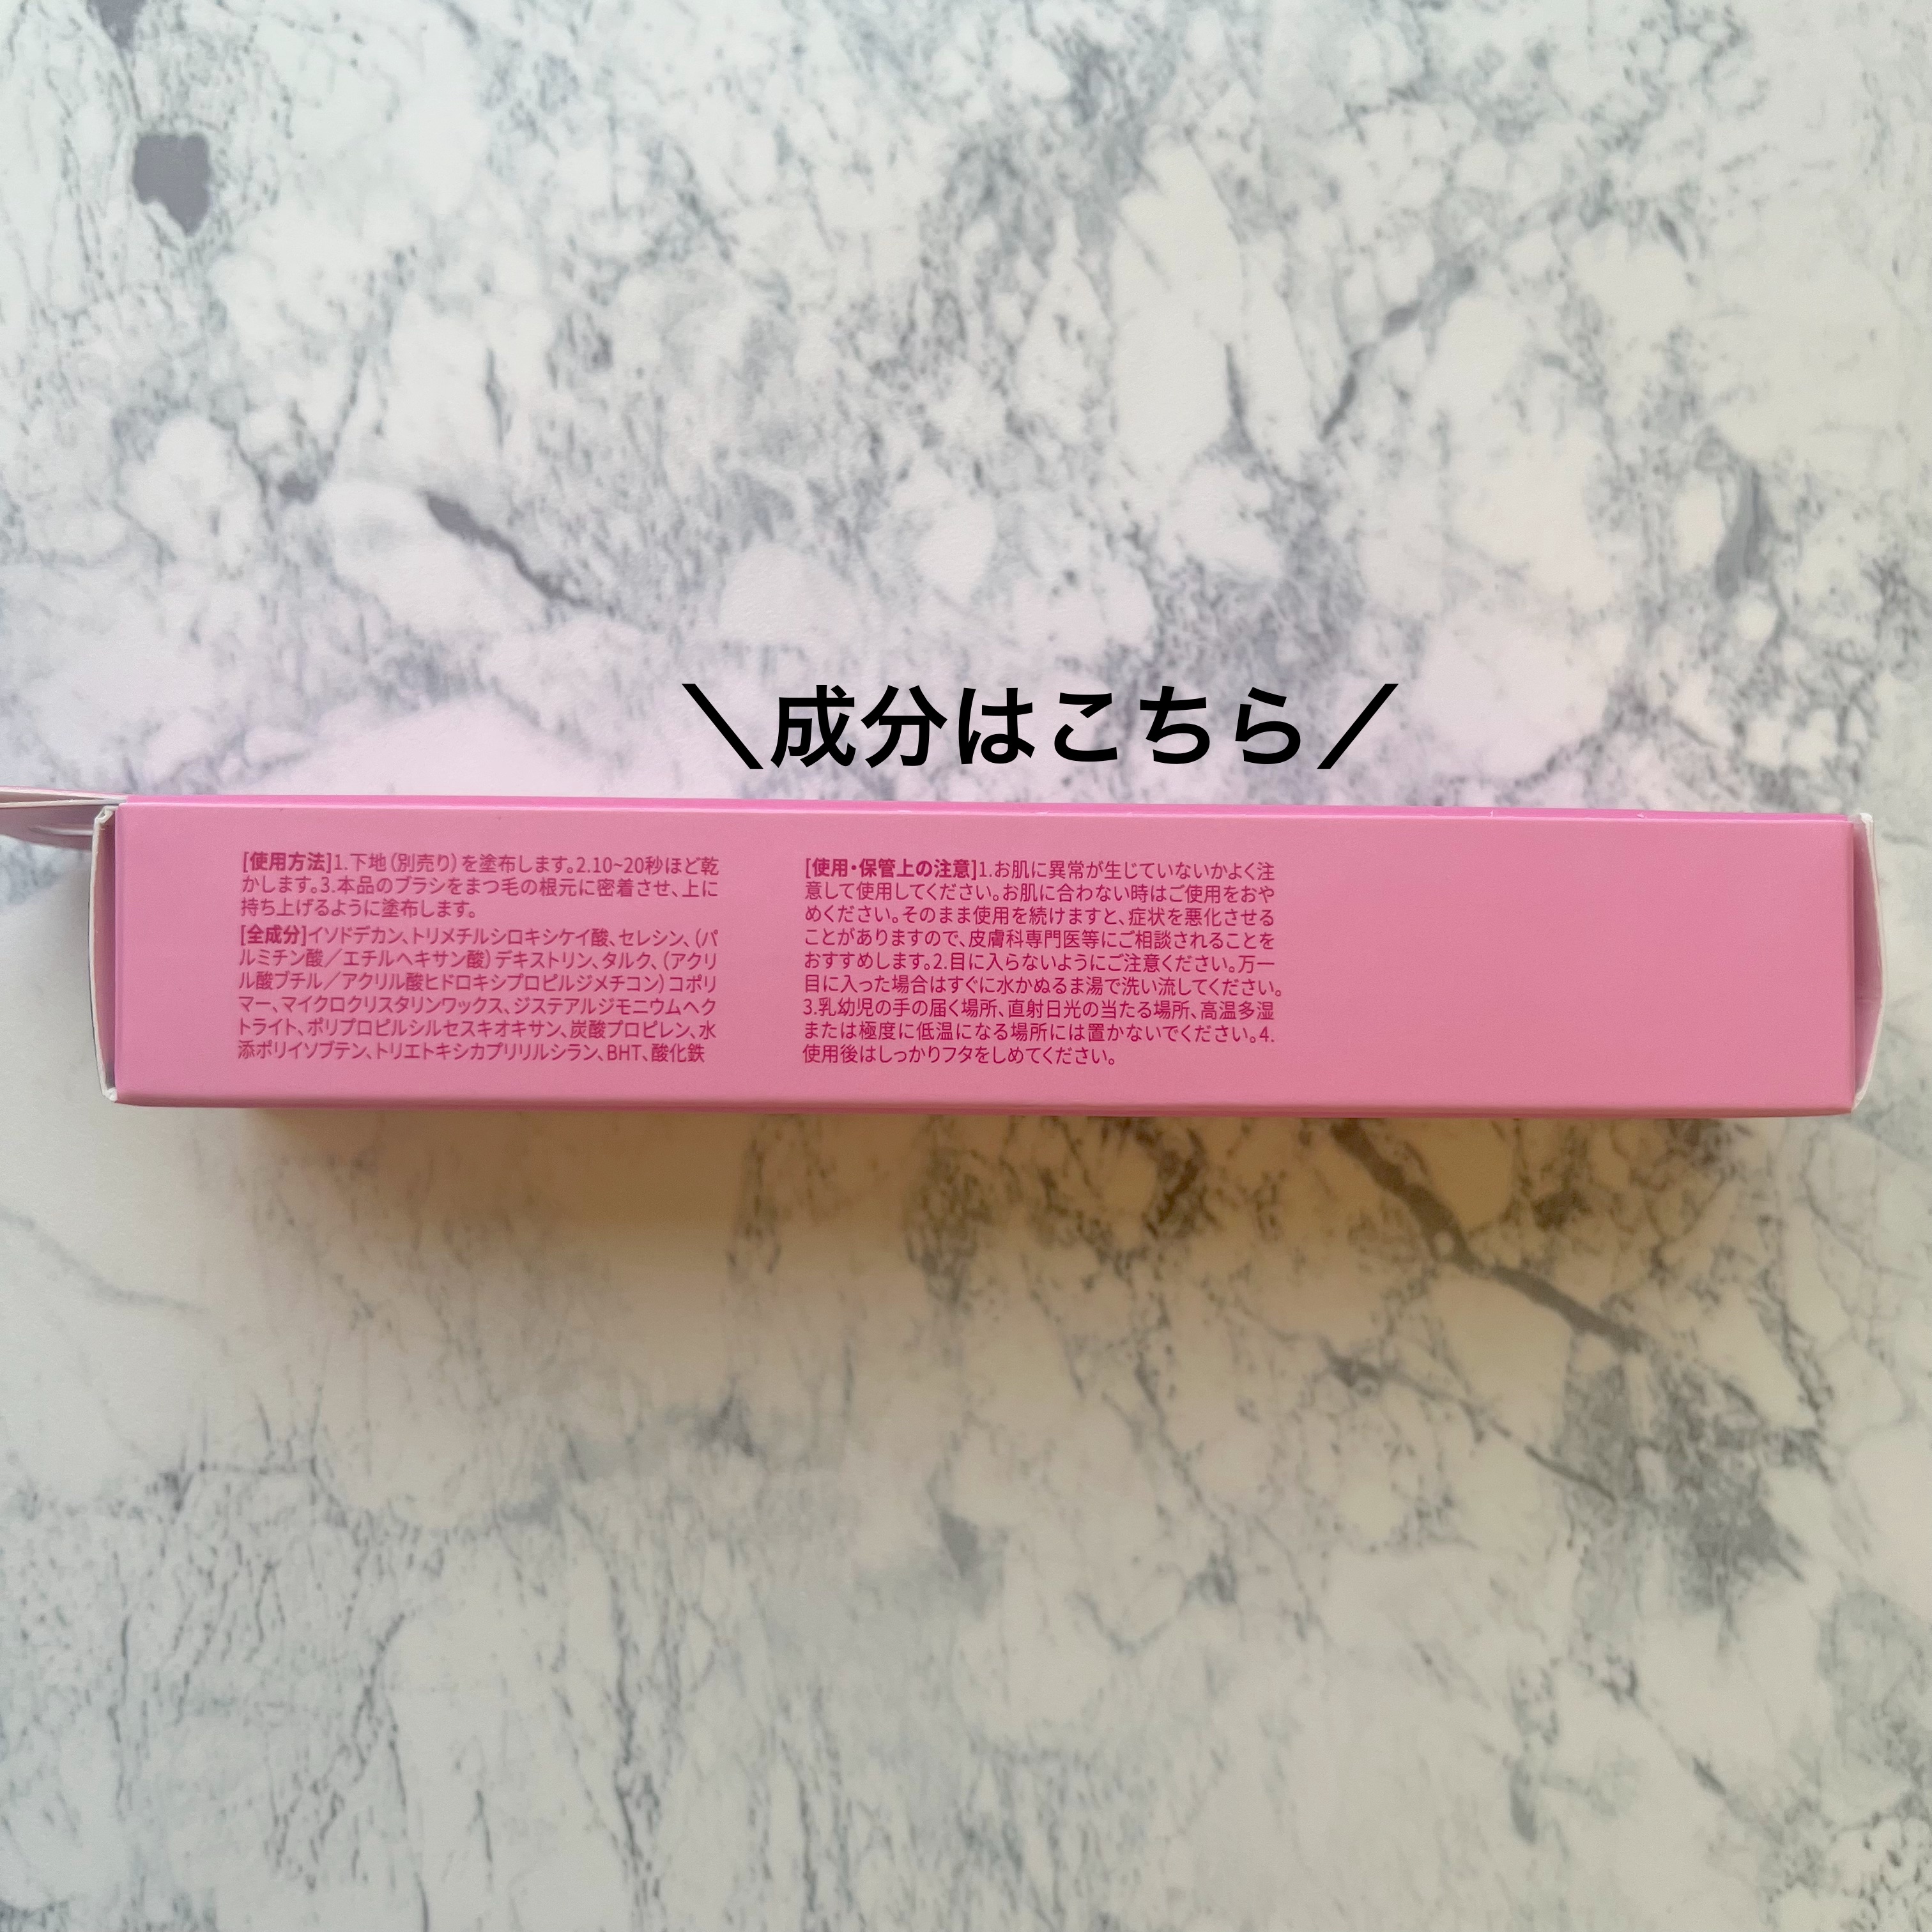 ＼成分はこちら／
[使用方法]1.下地（別売り）を塗布します。2.10~20秒ほど乾
かします。3.本品のブラシをまつ毛の根元に密着させ、上に
持ち上げるように塗布します。
[全成分]イソドデカン、トリメチルシロキシケイ酸、セレシン、（パ
ルミチン酸／エチルヘキサン酸）デキストリン、タルク、（アクリ
ル酸ブチル／アクリル酸ヒドロキシプロピルジメチコン）コポリ
マー、マイクロクリスタリンワックス、ジステアルジモニウムヘク
トライト、ポリプロピルシルセスキオキサン、炭酸プロピレン、水
添ポリイソブテン、トリエトキシカプリリルシラン、BHT、酸化鉄
[使用・保管上の注意]1.お肌に異常が生じていないかよく注
意して使用してください。お肌に合わない時はご使用をおや
めください。そのまま使用を続けますと、症状を悪化させる
ことがありますので、皮膚科専門医等にご相談されることを
おすすめします。2.目に入らないようにご注意ください。万一
目に入った場合はすぐに水かぬるま湯で洗い流してください。
3.乳幼児の手の届く場所、直射日光の当たる場所、高温多湿
または極度に低温になる場所には置かないでください。4.
使用後はしっかりフタをしめてください。